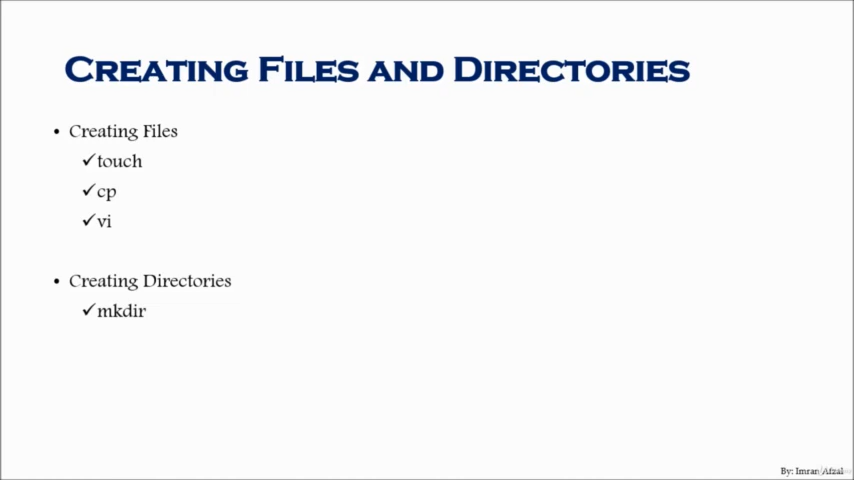 Creating Files and Directories
• Creating Files
✓touch
✓cp
✓vi
• Creating Directories
✓mkdir
By: Imran Afzal